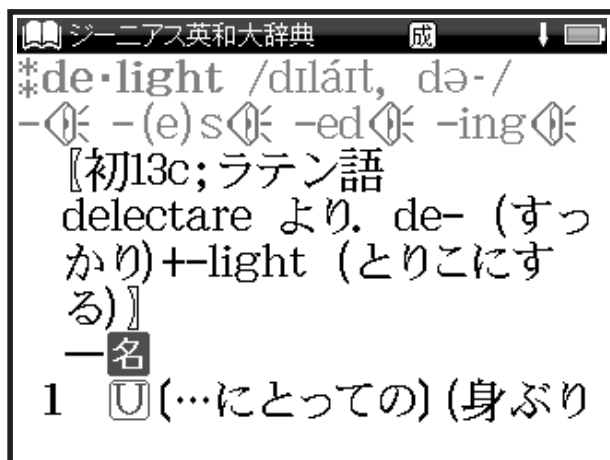 ジーニアス英和大辞典 成
⁑de・light /dɪláɪt, də-/
- -(e)s -ed -ing
〖初13c;ラテン語
delectare より. de- (すっ
かり)+-light (とりこにす
る)〗
—名
1 U(…にとっての)(身ぶり